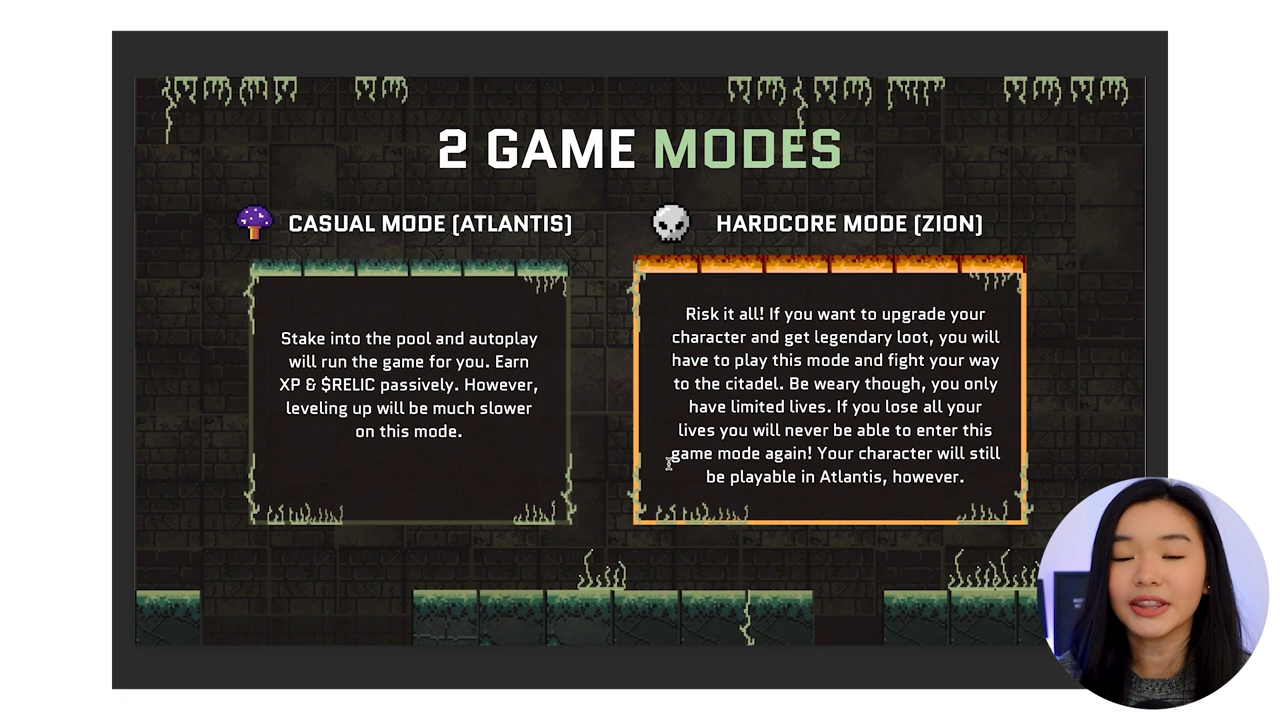 2 GAME MODES
CASUAL MODE (ATLANTIS)
Stake into the pool and autoplay
will run the game for you. Earn
XP & $RELIC passively. However,
leveling up will be much slower
on this mode.
HARDCORE MODE (ZION)
Risk it all! If you want to upgrade your
character and get legendary loot, you will
have to play this mode and fight your way
to the citadel. Be weary though, you only
have limited lives. If you lose all your
lives you will never be able to enter this
game mode again! Your character will still
be playable in Atlantis, however.